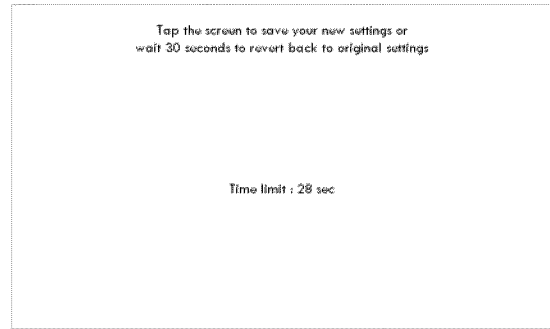 Tap the screen to save your new settings or
wait 30 seconds to revert back to original settings
Time limit : 28 sec